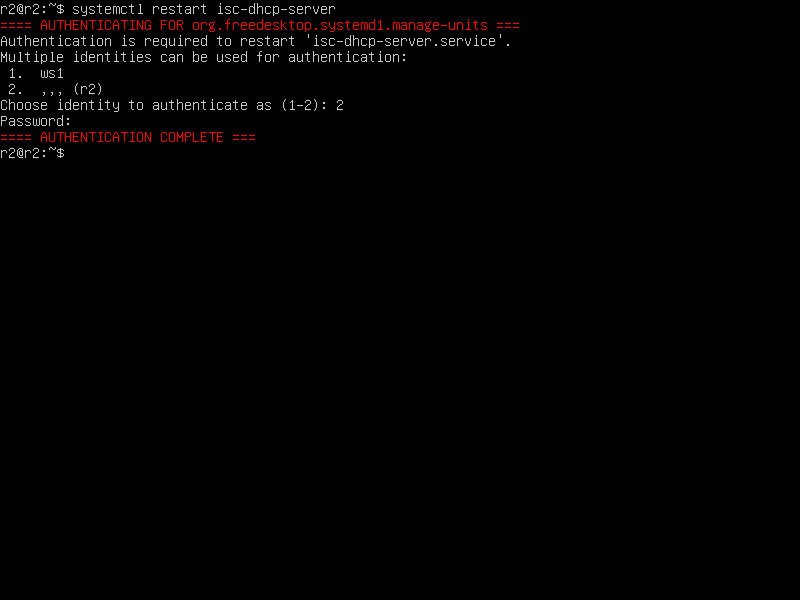 r2@r2:~$ systemctl restart isc-dhcp-server
==== AUTHENTICATING FOR org.freedesktop.systemd1.manage-units ===
Authentication is required to restart 'isc-dhcp-server.service'.
Multiple identities can be used for authentication:
 1.  ws1
 2.  ,,, (r2)
Choose identity to authenticate as (1-2): 2
Password:
==== AUTHENTICATION COMPLETE ===
r2@r2:~$